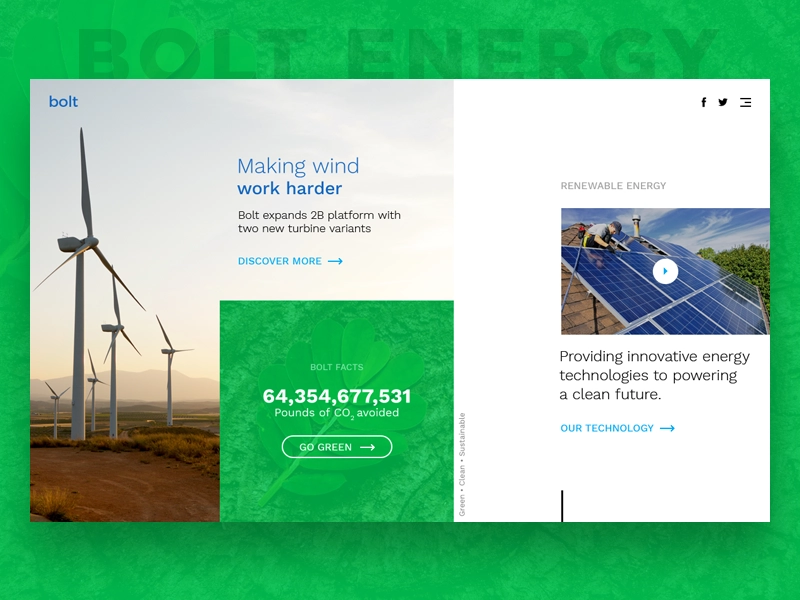 BOLT ENERGY
bolt
Making wind
work harder
Bolt expands 2B platform with
two new turbine variants
DISCOVER MORE
BOLT FACTS
64,354,677,531
Pounds of CO2 avoided
GO GREEN
Green • Clean • Sustainable
RENEWABLE ENERGY
Providing innovative energy
technologies to powering
a clean future.
OUR TECHNOLOGY